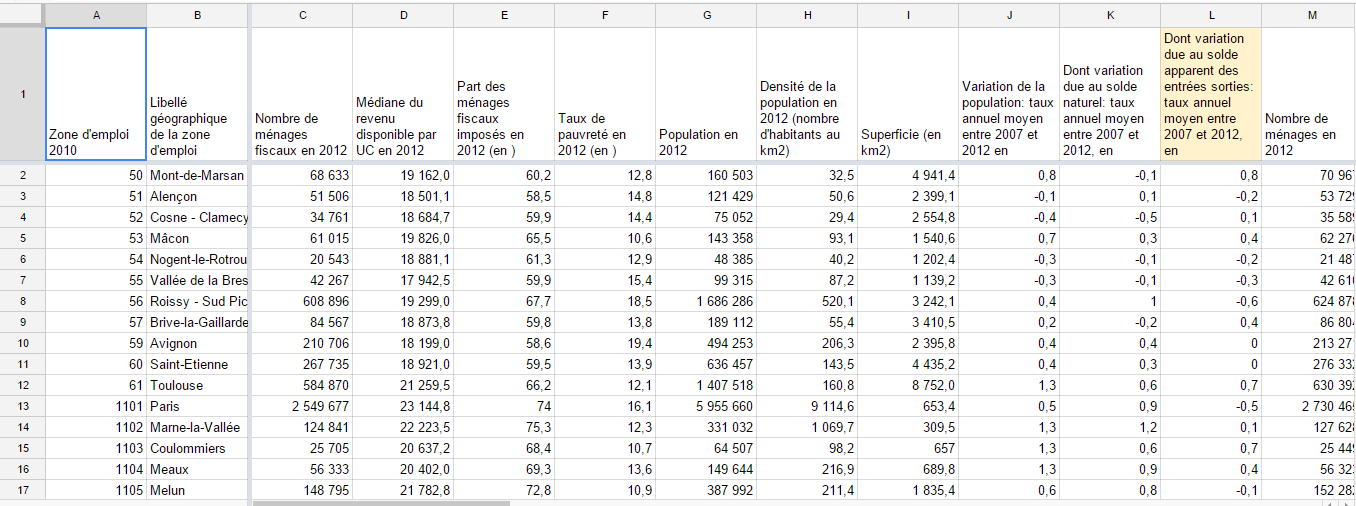 A B C D E F G H I J K L M
1
Zone d'emploi
2010
Libellé
géographique
de la zone
d'emploi
Nombre de
ménages
fiscaux en 2012
Médiane du
revenu
disponible par
UC en 2012
Part des
ménages
fiscaux
imposés en
2012 (en )
Taux de
pauvreté en
2012 (en )
Population en
2012
Densité de la
population en
2012 (nombre
d'habitants au
km2)
Superficie (en
km2)
Variation de la
population: taux
annuel moyen
entre 2007 et
2012 en
Dont variation
due au solde
naturel: taux
annuel moyen
entre 2007 et
2012, en
Dont variation
due au solde
apparent des
entrées sorties:
taux annuel
moyen entre
2007 et 2012,
en
Nombre de
ménages en
2012
2 50 Mont-de-Marsan 68 633 19 162,0 60,2 12,8 160 503 32,5 4 941,4 0,8 -0,1 0,8 70 967
3 51 Alençon 51 506 18 501,1 58,5 14,8 121 429 50,6 2 399,1 -0,1 0,1 -0,2 53 729
4 52 Cosne - Clamecy 34 761 18 684,7 59,9 14,4 75 052 29,4 2 554,8 -0,4 -0,5 0,1 35 589
5 53 Mâcon 61 015 19 826,0 65,5 10,6 143 358 93,1 1 540,6 0,7 0,3 0,4 62 270
6 54 Nogent-le-Rotrou 20 543 18 881,1 61,3 12,9 48 385 40,2 1 202,4 -0,3 -0,1 -0,2 21 487
7 55 Vallée de la Bres 42 267 17 942,5 59,9 15,4 99 315 87,2 1 139,2 -0,3 -0,1 -0,3 42 610
8 56 Roissy - Sud Pic 608 896 19 299,0 67,7 18,5 1 686 286 520,1 3 242,1 0,4 1 -0,6 624 878
9 57 Brive-la-Gaillarde 84 567 18 873,8 59,8 13,8 189 112 55,4 3 410,5 0,2 -0,2 0,4 86 804
10 59 Avignon 210 706 18 199,0 58,6 19,4 494 253 206,3 2 395,8 0,4 0,4 0 213 271
11 60 Saint-Etienne 267 735 18 921,0 59,5 13,9 636 457 143,5 4 435,2 0,4 0,3 0 276 332
12 61 Toulouse 584 870 21 259,5 66,2 12,1 1 407 518 160,8 8 752,0 1,3 0,6 0,7 630 392
13 1101 Paris 2 549 677 23 144,8 74 16,1 5 955 660 9 114,6 653,4 0,5 0,9 -0,5 2 730 469
14 1102 Marne-la-Vallée 124 841 22 223,5 75,3 12,3 331 032 1 069,7 309,5 1,3 1,2 0,1 127 628
15 1103 Coulommiers 25 705 20 637,2 68,4 10,7 64 507 98,2 657 1,3 0,6 0,7 25 449
16 1104 Meaux 56 333 20 402,0 69,3 13,6 149 644 216,9 689,8 1,3 0,9 0,4 56 323
17 1105 Melun 148 795 21 782,8 72,8 10,9 387 992 211,4 1 835,4 0,6 0,8 -0,1 152 282